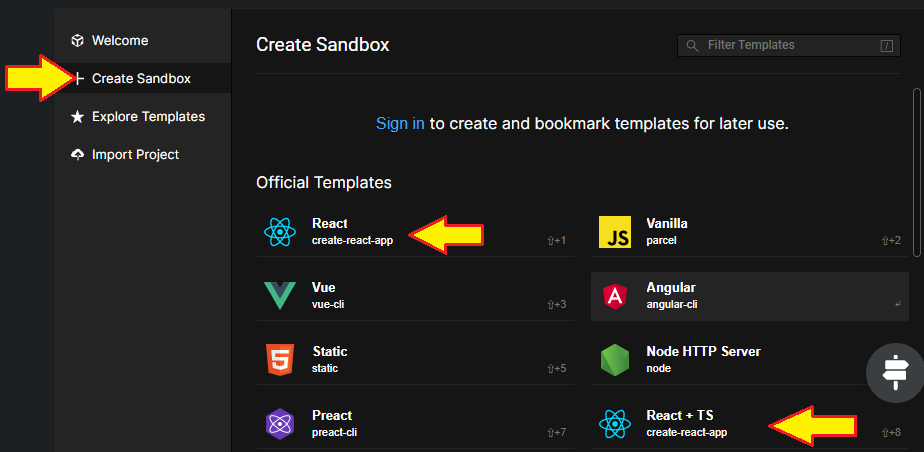 Welcome
Create Sandbox
Explore Templates
Import Project
Create Sandbox
Filter Templates
/
Sign in to create and bookmark templates for later use.
Official Templates
React
create-react-app
⇧+1
JS
Vanilla
parcel
⇧+2
Vue
vue-cli
⇧+3
A
Angular
angular-cli
↵
5
Static
static
⇧+5
Node HTTP Server
node
Preact
preact-cli
⇧+7
React + TS
create-react-app
⇧+8